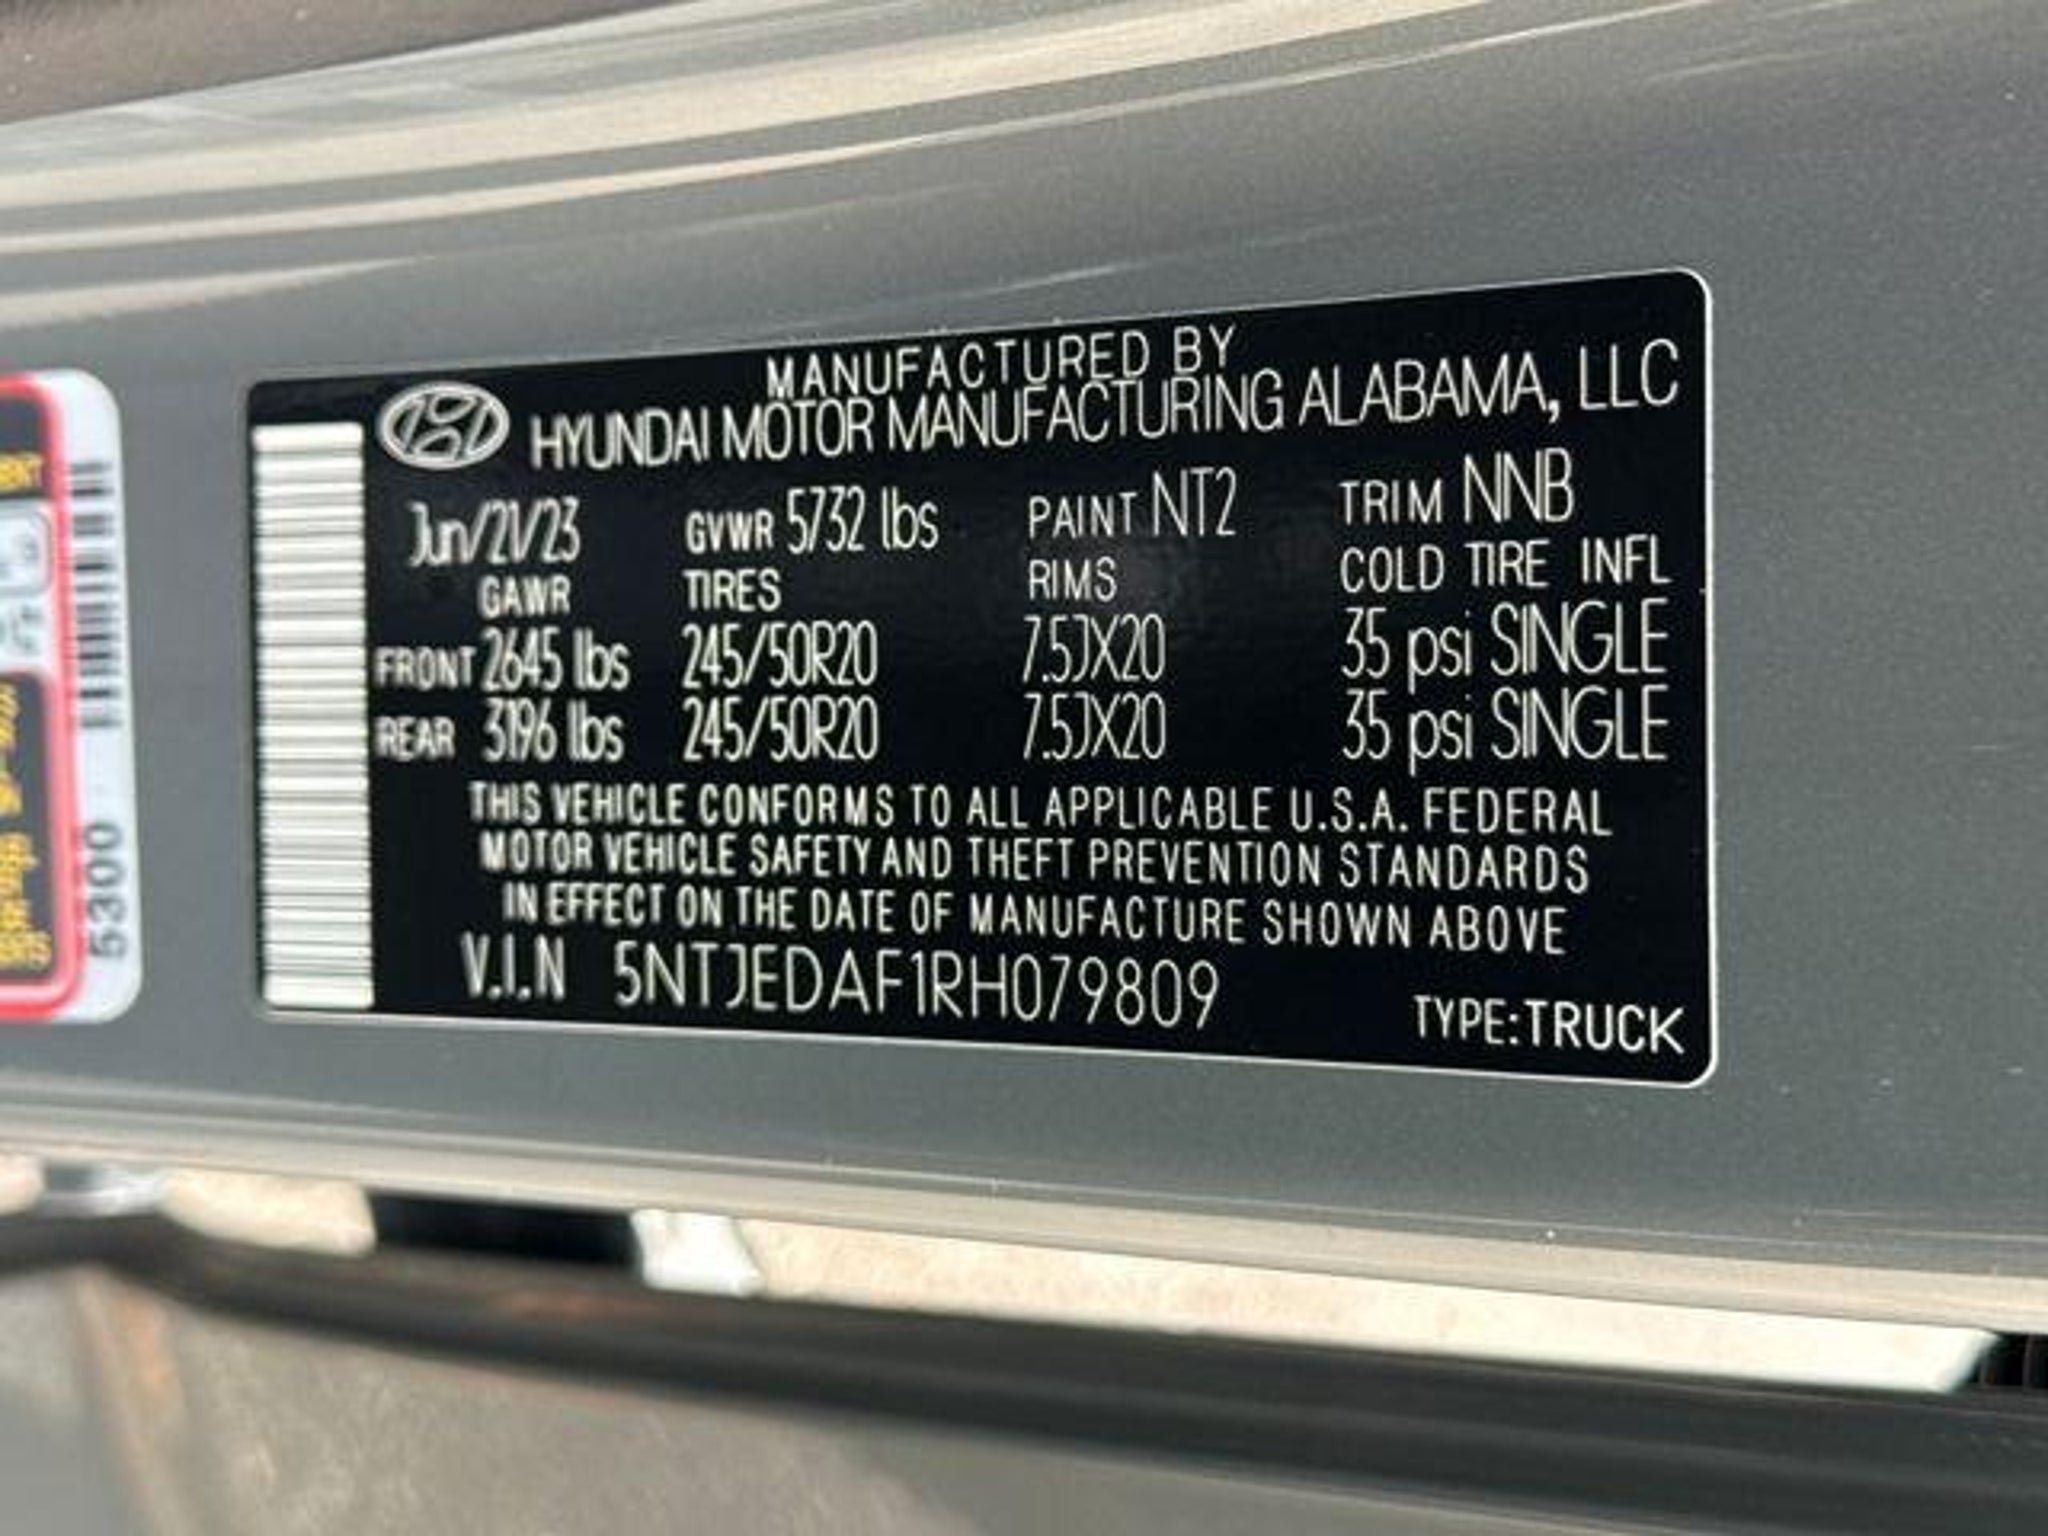 MANUFACTURED BY
HYUNDAI MOTOR MANUFACTURING ALABAMA, LLC
Jun/21/23 GVWR 5732 lbs PAINT NT2 TRIM NNB
GAWR TIRES RIMS COLD TIRE INFL
FRONT 2645 lbs 245/50R20 7.5JX20 35 psi SINGLE
REAR 3196 lbs 245/50R20 7.5JX20 35 psi SINGLE
THIS VEHICLE CONFORMS TO ALL APPLICABLE U.S.A. FEDERAL
MOTOR VEHICLE SAFETY AND THEFT PREVENTION STANDARDS
IN EFFECT ON THE DATE OF MANUFACTURE SHOWN ABOVE
V.I.N 5NTJEDAF1RH079809
TYPE:TRUCK
5300